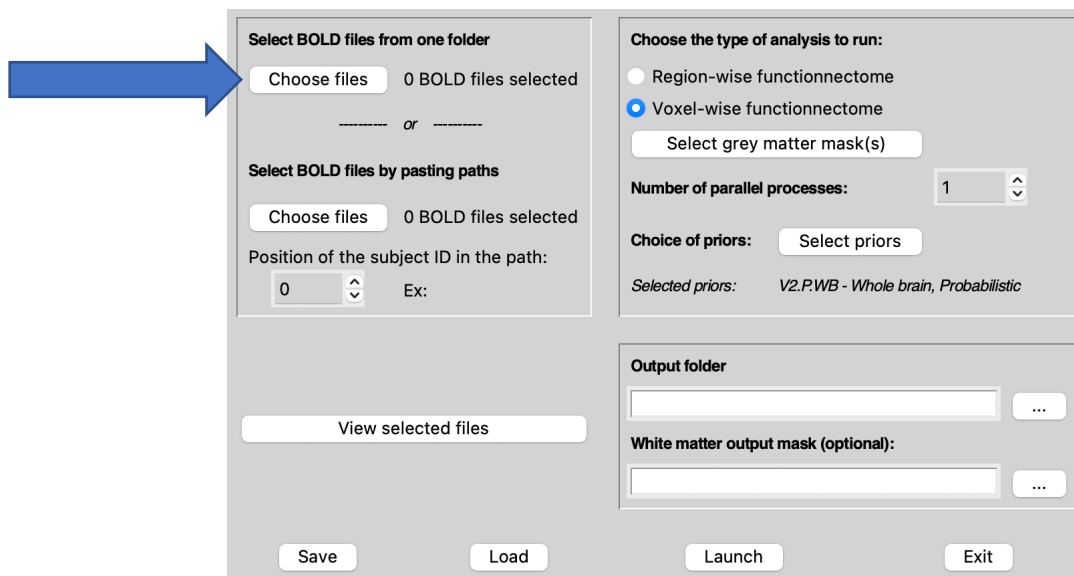 Select BOLD files from one folder
Choose files 0 BOLD files selected
---------- or ----------
Select BOLD files by pasting paths
Choose files 0 BOLD files selected
Position of the subject ID in the path:
0 Ex:
View selected files
Choose the type of analysis to run:
Region-wise functionnectome
Voxel-wise functionnectome
Select grey matter mask(s)
Number of parallel processes: 1
Choice of priors: Select priors
Selected priors: V2.P.WB - Whole brain, Probabilistic
Output folder
...
White matter output mask (optional):
...
Save Load Launch Exit